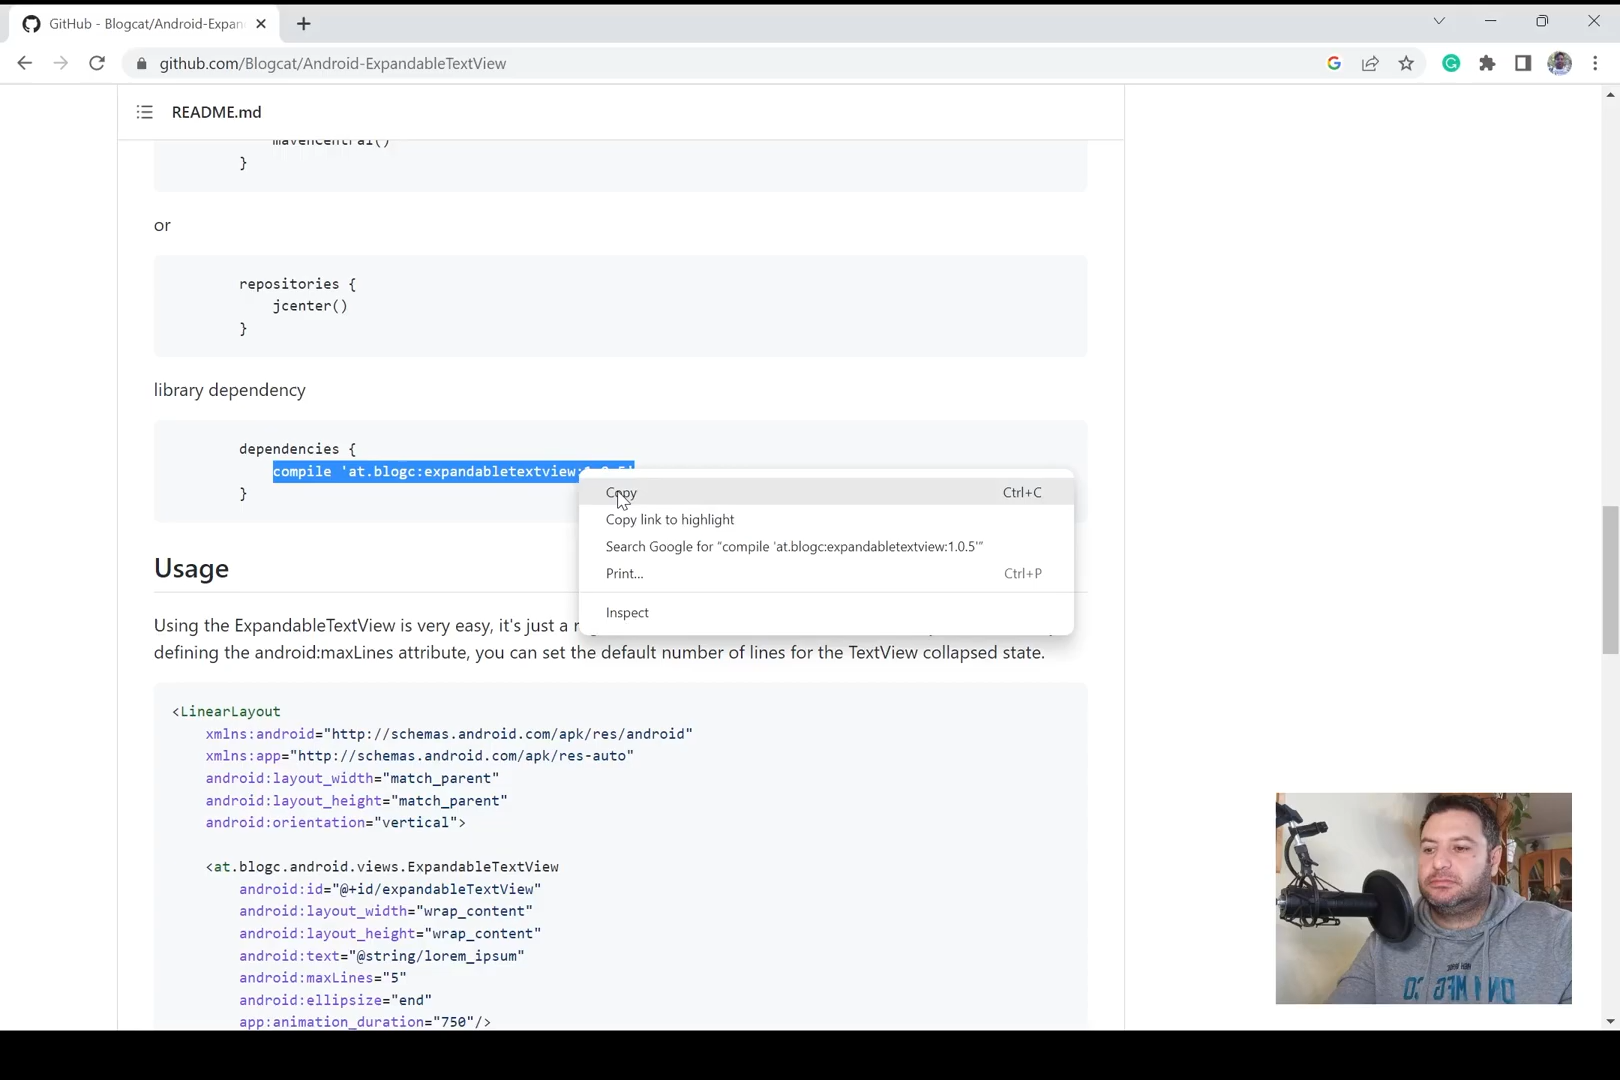 GitHub - Blogcat/Android-Expan
github.com/Blogcat/Android-ExpandableTextView
README.md
mavenCentral()
}
or
repositories {
jcenter()
}
library dependency
dependencies {
compile 'at.blogc:expandabletextview:1.0.5'
}
Copy Ctrl+C
Copy link to highlight
Search Google for “compile 'at.blogc:expandabletextview:1.0.5'”
Print... Ctrl+P
Inspect
Usage
Using the ExpandableTextView is very easy, it's just a
defining the android:maxLines attribute, you can set the default number of lines for the TextView collapsed state.
<LinearLayout
xmlns:android="http://schemas.android.com/apk/res/android"
xmlns:app="http://schemas.android.com/apk/res-auto"
android:layout_width="match_parent"
android:layout_height="match_parent"
android:orientation="vertical">
<at.blogc.android.views.ExpandableTextView
android:id="@+id/expandableTextView"
android:layout_width="wrap_content"
android:layout_height="wrap_content"
android:text="@string/lorem_ipsum"
android:maxLines="5"
android:ellipsize="end"
app:animation_duration="750"/>